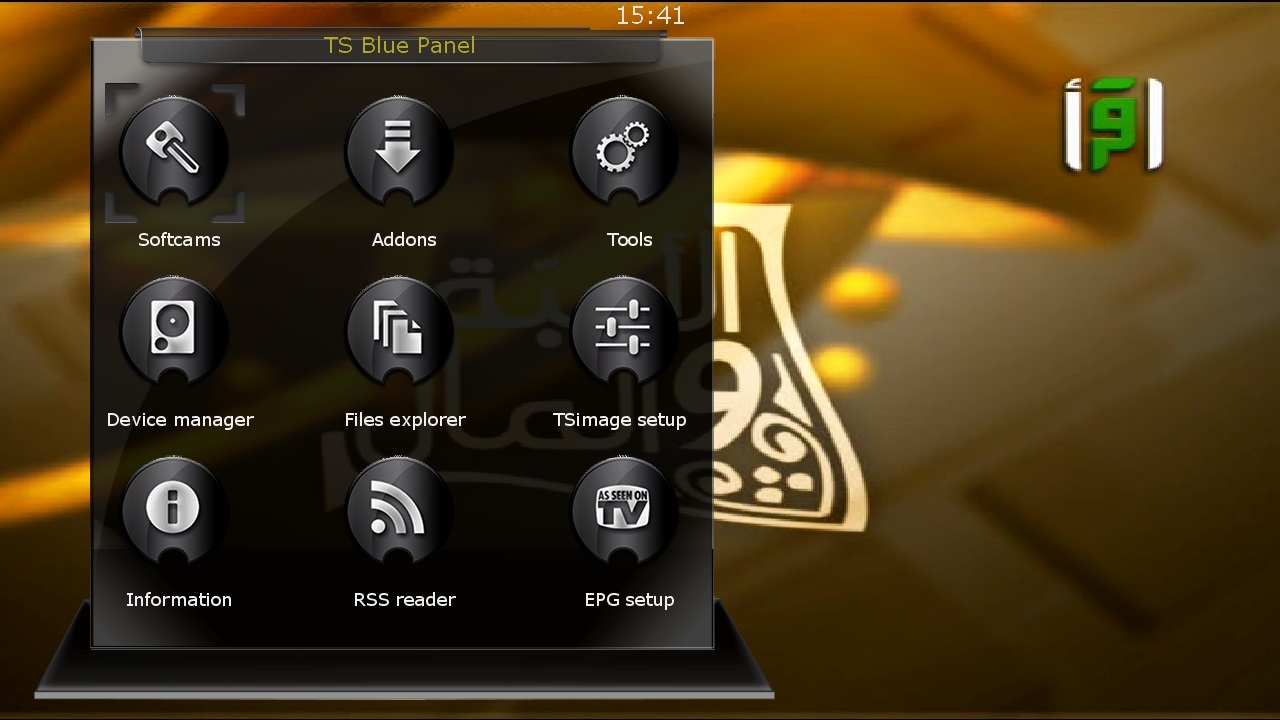 15:41
TS Blue Panel
اقرأ
Softcams
Addons
Tools
Device manager
Files explorer
TSimage setup
AS SEEN ON
TV
Information
RSS reader
EPG setup